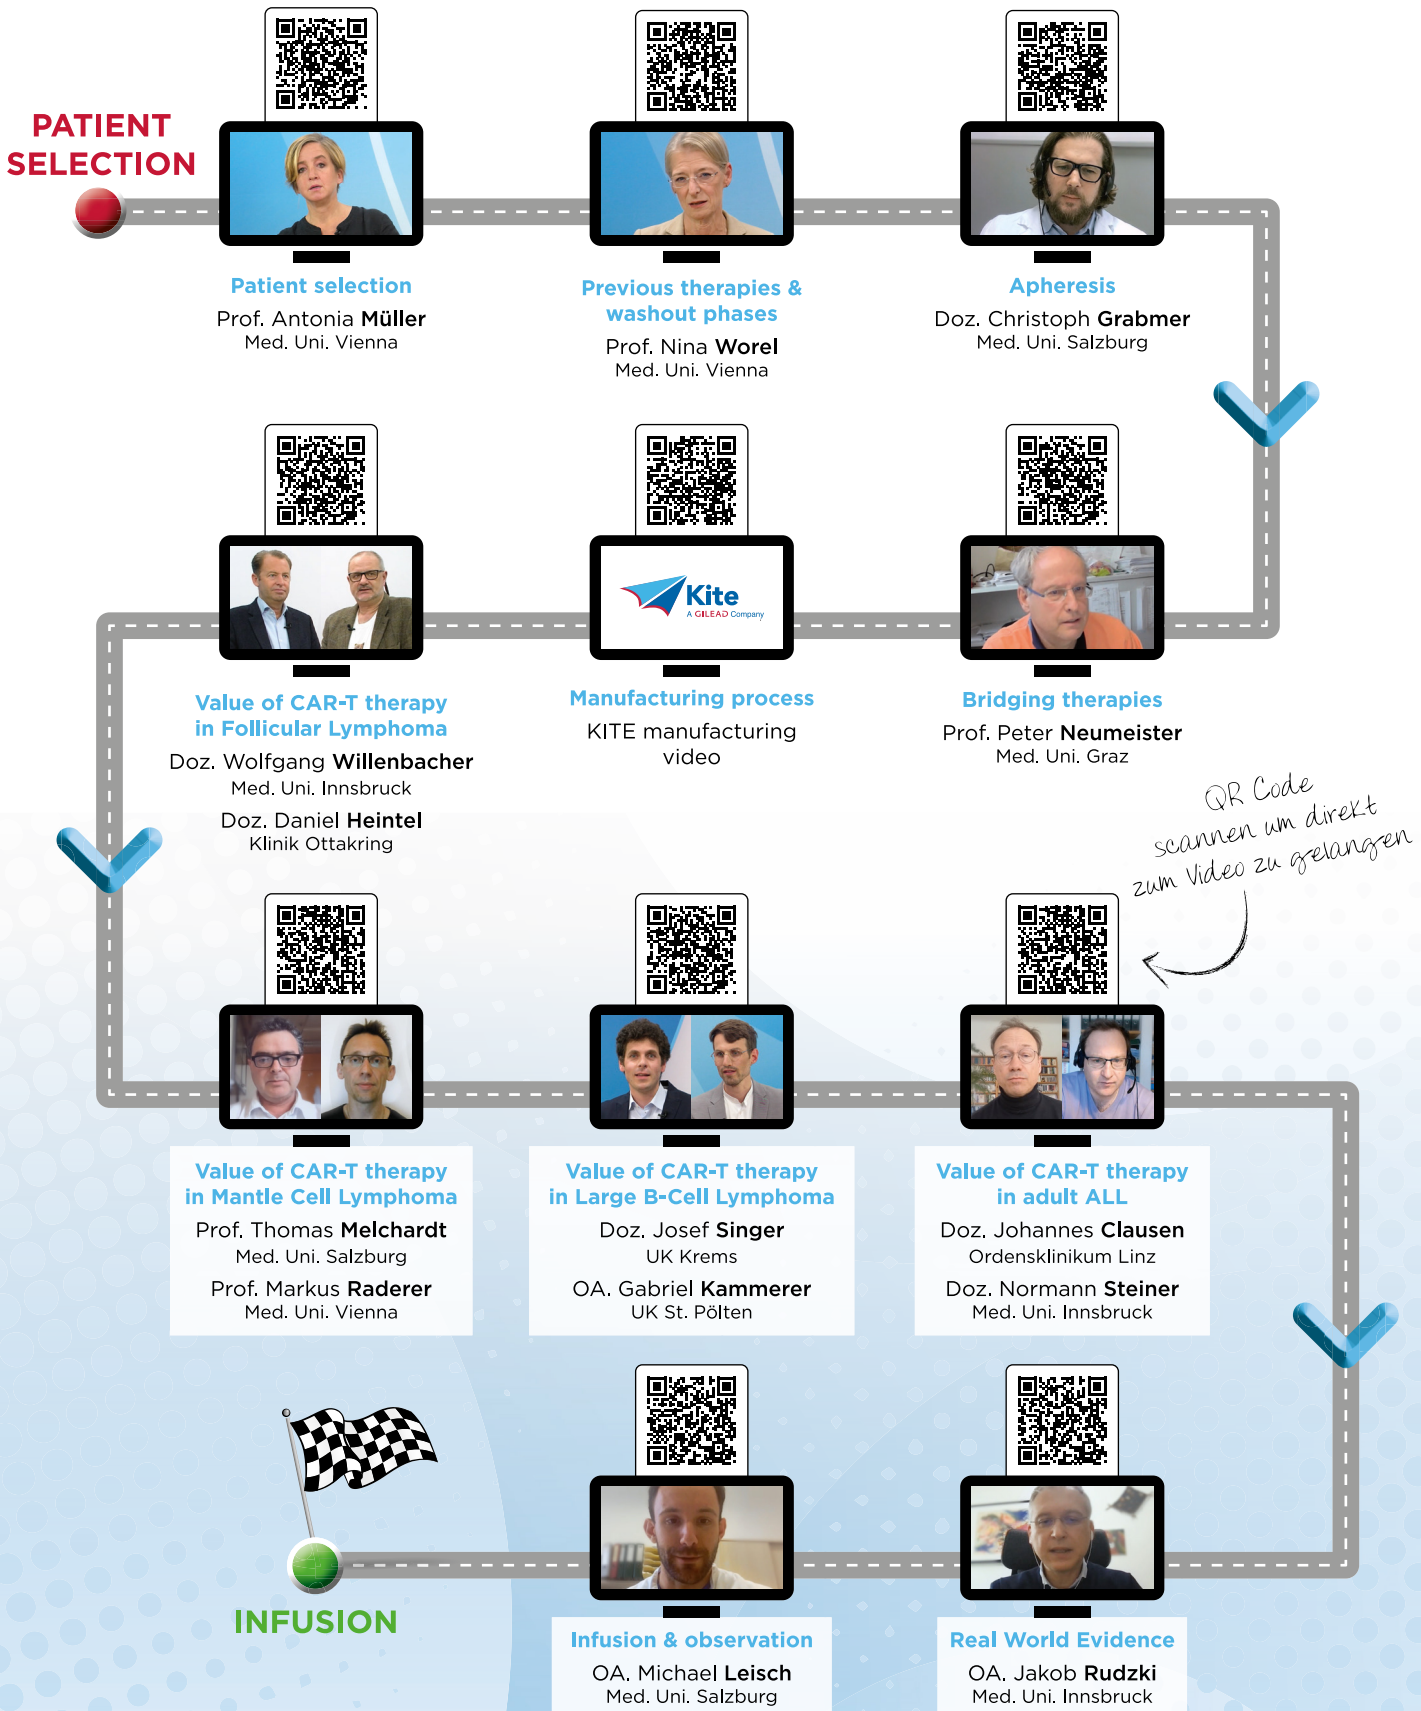 PATIENT
SELECTION
Patient selection
Prof. Antonia Müller
Med. Uni. Vienna
Previous therapies &
washout phases
Prof. Nina Worel
Med. Uni. Vienna
Apheresis
Doz. Christoph Grabmer
Med. Uni. Salzburg
Value of CAR-T therapy
in Follicular Lymphoma
Doz. Wolfgang Willenbacher
Med. Uni. Innsbruck
Doz. Daniel Heintel
Klinik Ottakring
Kite
A GILEAD Company
Manufacturing process
KITE manufacturing
video
Bridging therapies
Prof. Peter Neumeister
Med. Uni. Graz
QR Code
scannen um direkt
zum Video zu gelangen
Value of CAR-T therapy
in Mantle Cell Lymphoma
Prof. Thomas Melchardt
Med. Uni. Salzburg
Prof. Markus Raderer
Med. Uni. Vienna
Value of CAR-T therapy
in Large B-Cell Lymphoma
Doz. Josef Singer
UK Krems
OA. Gabriel Kammerer
UK St. Pölten
Value of CAR-T therapy
in adult ALL
Doz. Johannes Clausen
Ordensklinikum Linz
Doz. Normann Steiner
Med. Uni. Innsbruck
INFUSION
Infusion & observation
OA. Michael Leisch
Med. Uni. Salzburg
Real World Evidence
OA. Jakob Rudzki
Med. Uni. Innsbruck